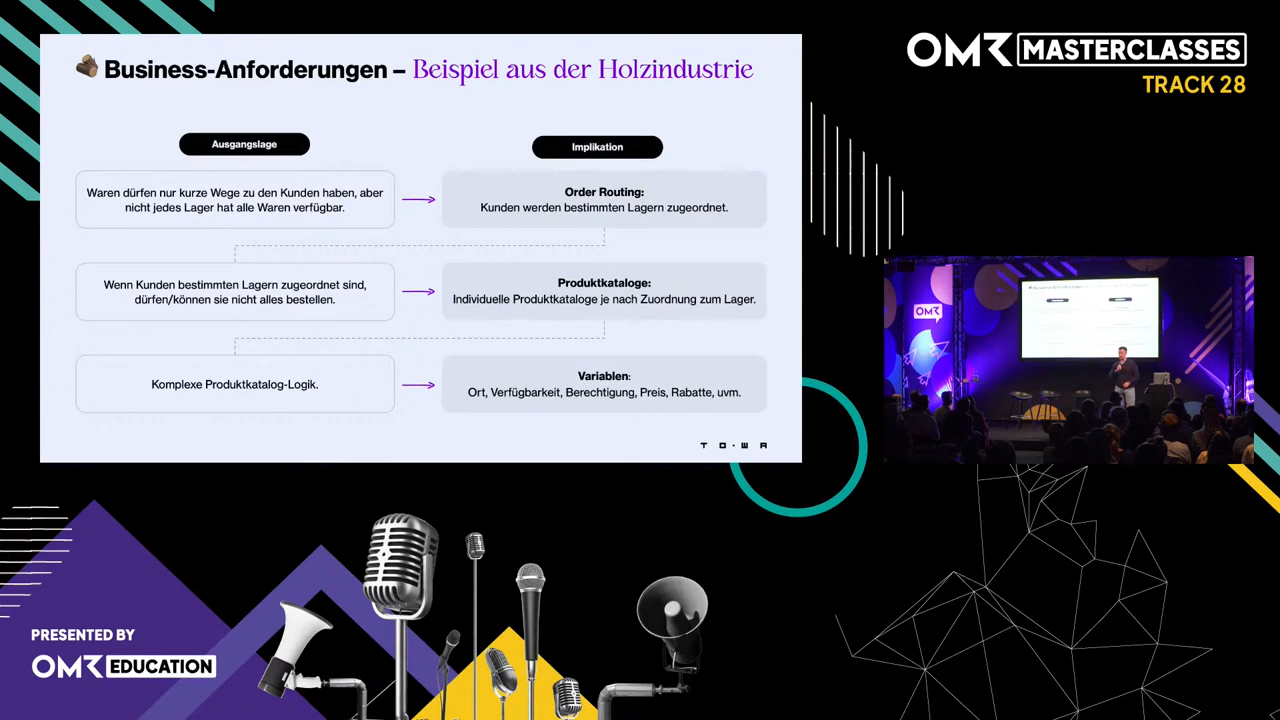 Business-Anforderungen – Beispiel aus der Holzindustrie
Ausgangslage
Implikation
Waren dürfen nur kurze Wege zu den Kunden haben, aber
nicht jedes Lager hat alle Waren verfügbar.
Order Routing:
Kunden werden bestimmten Lagern zugeordnet.
Wenn Kunden bestimmten Lagern zugeordnet sind,
dürfen/können sie nicht alles bestellen.
Produktkataloge:
Individuelle Produktkataloge je nach Zuordnung zum Lager.
Komplexe Produktkatalog-Logik.
Variablen:
Ort, Verfügbarkeit, Berechtigung, Preis, Rabatte, uvm.
TO·WA
OMR MASTERCLASSES
TRACK 28
OMR
PRESENTED BY
OMR EDUCATION